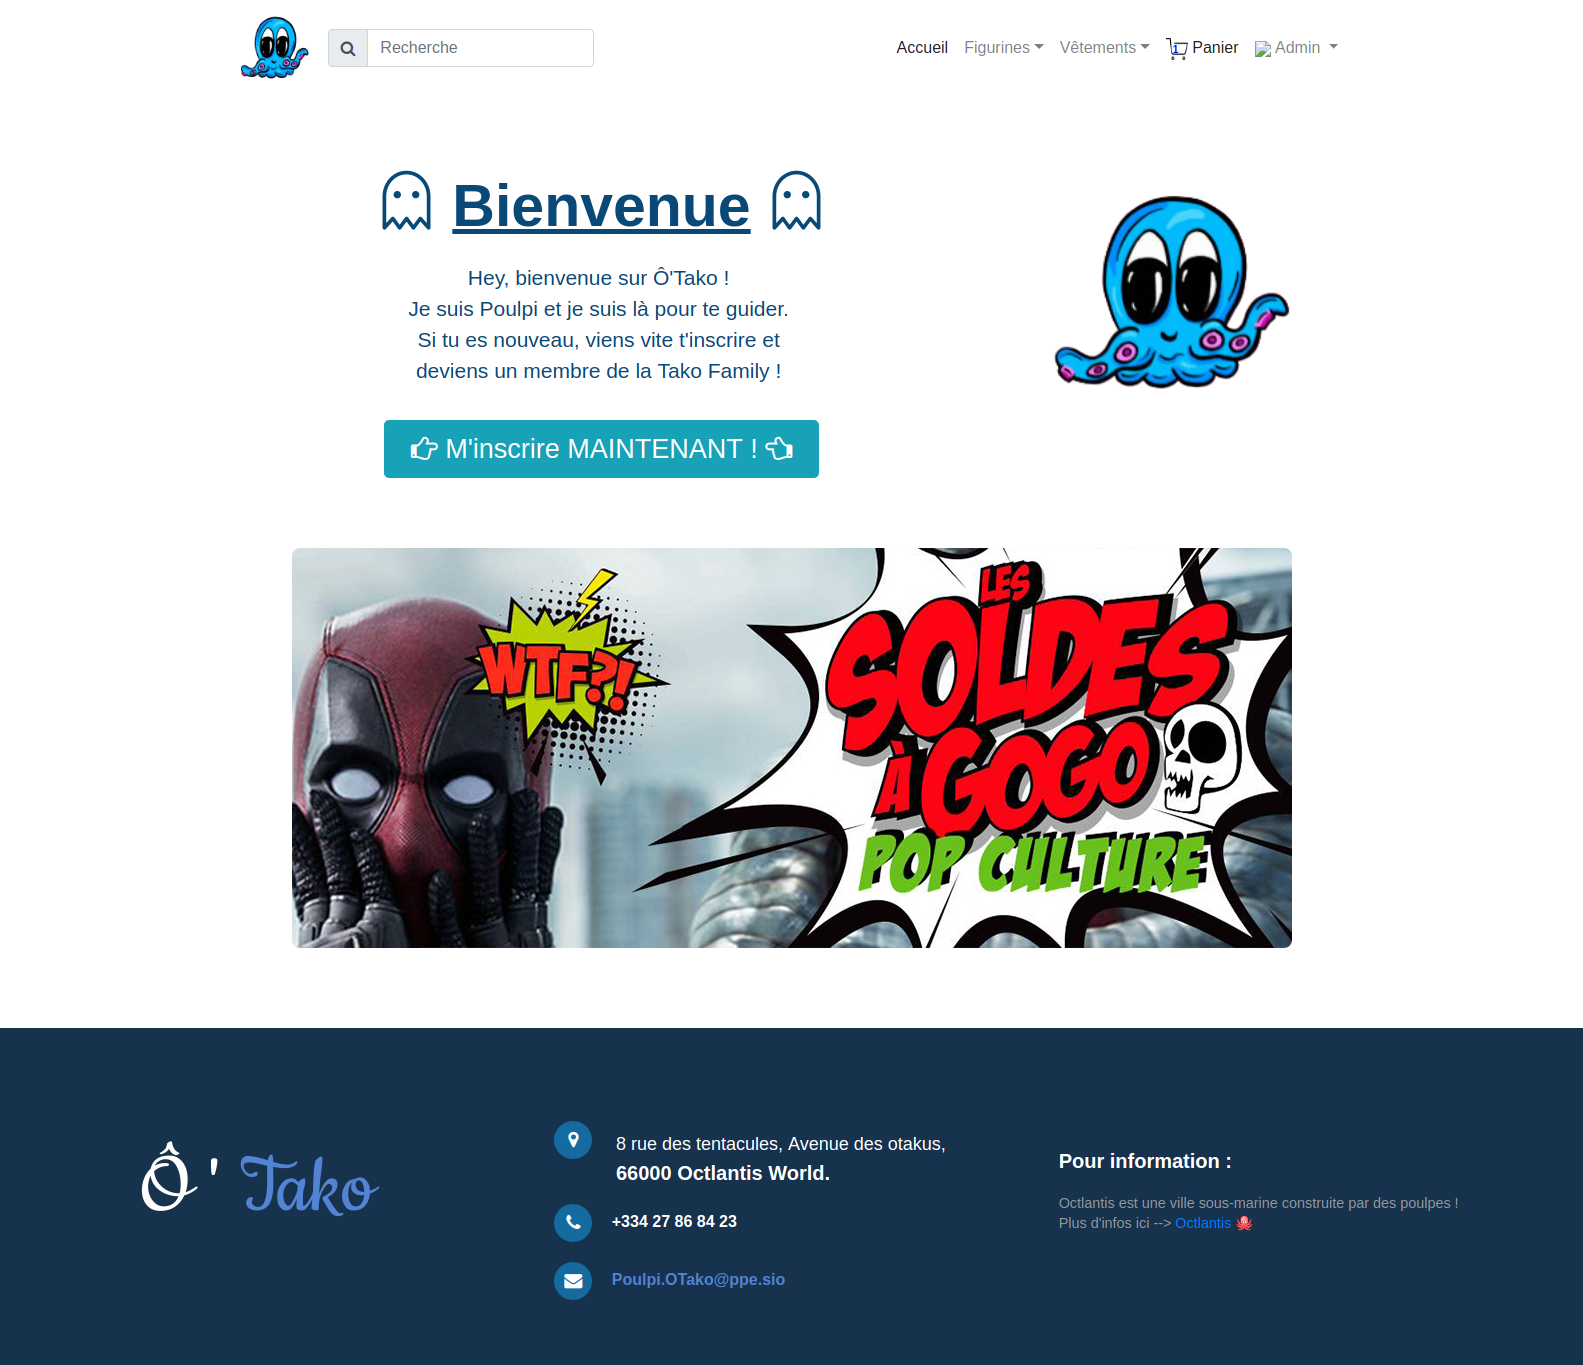 Recherche
Accueil Figurines Vêtements 1 Panier Admin
Bienvenue
Hey, bienvenue sur Ô'Tako !
Je suis Poulpi et je suis là pour te guider.
Si tu es nouveau, viens vite t'inscrire et
deviens un membre de la Tako Family !
M'inscrire MAINTENANT !
WTF?!
LES
SOLDES
À GOGO
POP CULTURE
Ô ' Tako
8 rue des tentacules, Avenue des otakus,
66000 Octlantis World.
+334 27 86 84 23
Poulpi.OTako@ppe.sio
Pour information :
Octlantis est une ville sous-marine construite par des poulpes !
Plus d'infos ici --> Octlantis 🐙